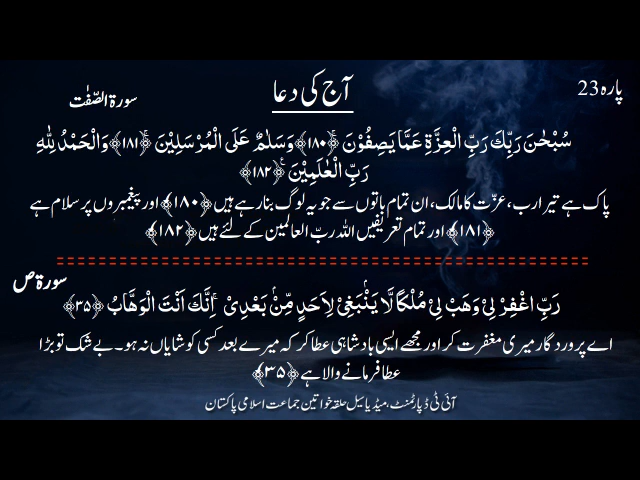 پارہ 23
آج کی دعا
سورۃ الصّٰفّٰت
سُبْحٰنَ رَبِّكَ رَبِّ الْعِزَّةِ عَمَّا يَصِفُوْنَ ﴿۱۸۰﴾ۚ وَسَلٰمٌ عَلَى الْمُرْسَلِيْنَ ﴿۱۸۱﴾ۚ وَالْحَمْدُ لِلّٰهِ
رَبِّ الْعٰلَمِيْنَ ﴿۱۸۲﴾ۧ
پاک ہے تیرا رب، عزّت کا مالک، ان تمام باتوں سے جو یہ لوگ بنا رہے ہیں ﴿۱۸۰﴾ اور پیغمبروں پر سلام ہے
﴿۱۸۱﴾ اور تمام تعریفیں اللہ ربّ العالمین کے لئے ہیں ﴿۱۸۲﴾
سورۃ ص
رَبِّ اغْفِرْ لِيْ وَهَبْ لِيْ مُلْكًا لَّا يَنْۢبَغِيْ لِاَحَدٍ مِّنْۢ بَعْدِيْ ۚ اِنَّكَ اَنْتَ الْوَهَّابُ ﴿۳۵﴾
اے پروردگار میری مغفرت کر اور مجھے ایسی بادشاہی عطا کر کہ میرے بعد کسی کو شایاں نہ ہو۔ بے شک تو بڑا
عطا فرمانے والا ہے ﴿۳۵﴾
آئی ٹی ڈپارٹمنٹ، میڈیا سیل حلقہ خواتین جماعت اسلامی پاکستان